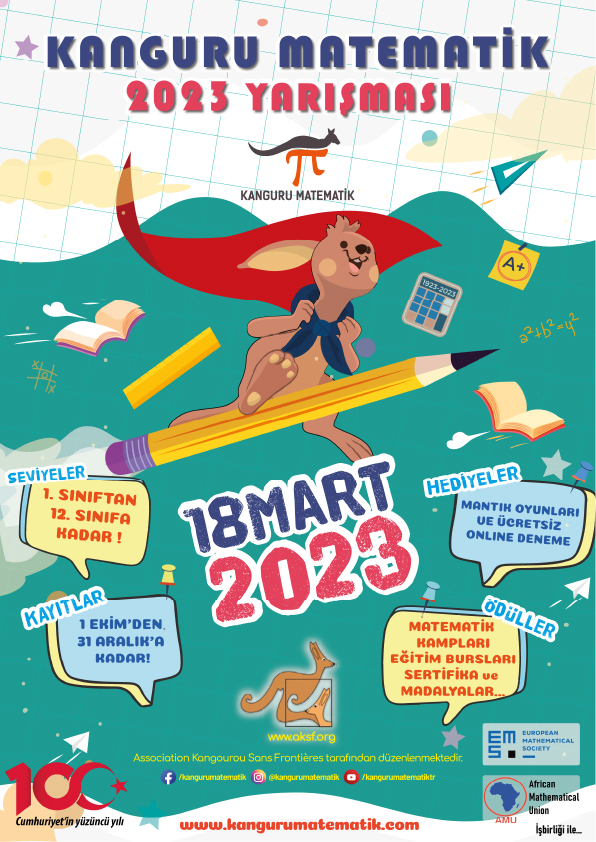 KANGURU MATEMATİK
2023 YARIŞMASI
KANGURU MATEMATİK
A+
1923-2023
a²+b²=y²
SEVİYELER
1. SINIFTAN
12. SINIFA
KADAR !
18MART
2023
HEDİYELER
MANTIK OYUNLARI
VE ÜCRETSİZ
ONLINE DENEME
KAYITLAR
1 EKİM'DEN,
31 ARALIK'A
KADAR!
ÖDÜLLER
MATEMATİK
KAMPLARI
EĞİTİM BURSLARI
SERTİFİKA ve
MADALYALAR...
www.aksf.org
Association Kangourou Sans Frontières tarafından düzenlenmektedir.
/kangurumatematik @kangurumatematik /kangurumatematiktr
EMS
EUROPEAN
MATHEMATICAL
SOCIETY
100
Cumhuriyet'in yüzüncü yılı
AMU
African
Mathematical
Union
İşbirliği ile...
www.kangurumatematik.com